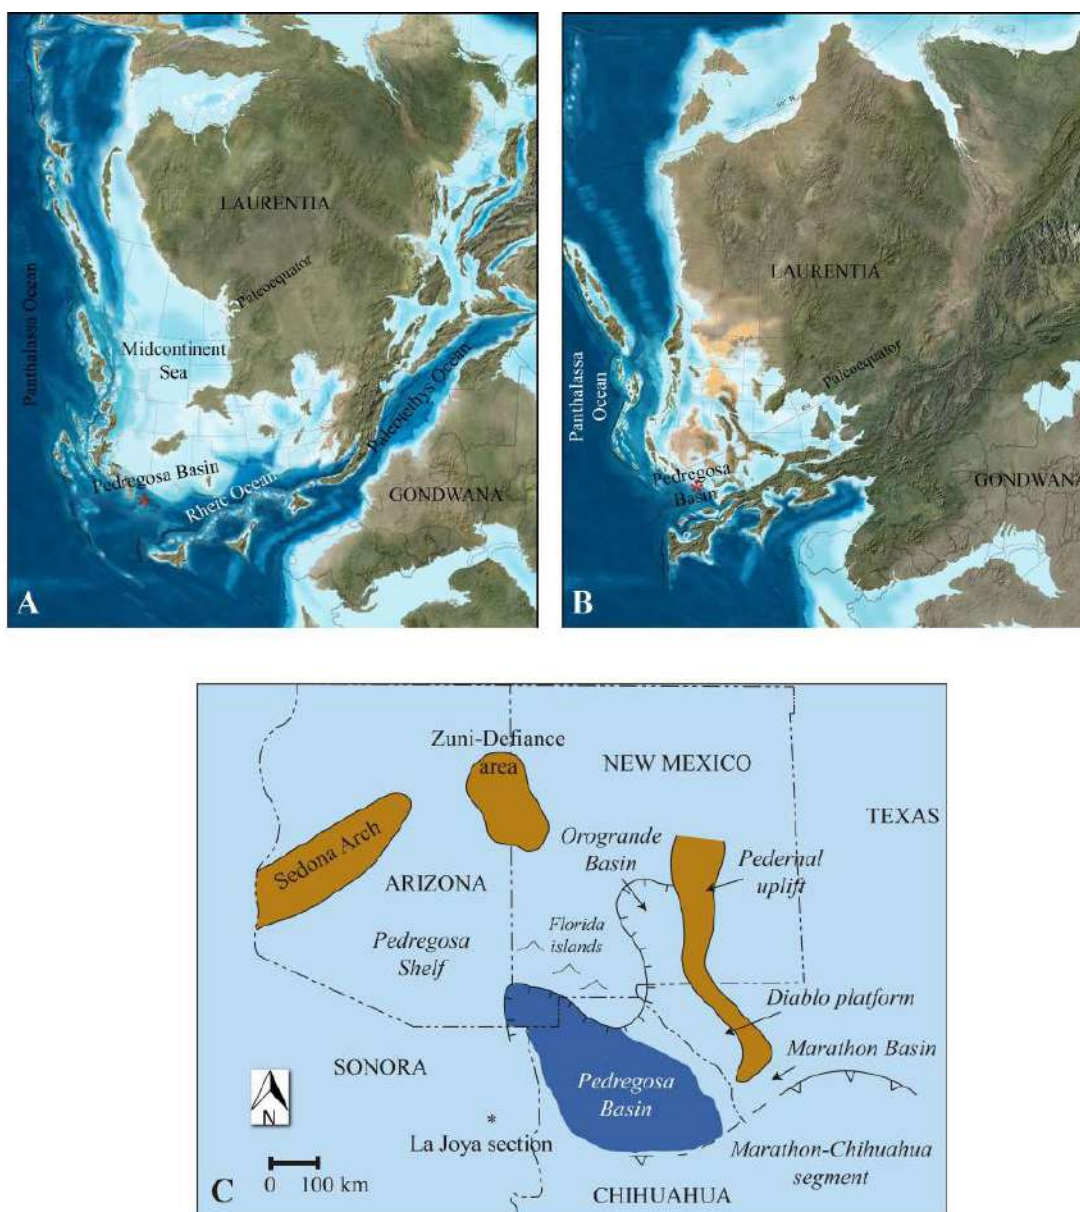 LAURENTIA
Paleoequator
Panthalassa Ocean
Midcontinent
Sea
Pedregosa Basin
Rheic Ocean
Paleotethys Ocean
GONDWANA
A
LAURENTIA
Paleoequator
Panthalassa
Ocean
Pedregosa
Basin
GONDWANA
B
Zuni-Defiance
area
NEW MEXICO
TEXAS
Sedona Arch
Orogrande
Basin
Pedernal
uplift
ARIZONA
Pedregosa
Shelf
Florida
islands
Diablo platform
Marathon Basin
SONORA
Pedregosa
Basin
N
*
La Joya section
Marathon-Chihuahua
segment
0 100 km
C
CHIHUAHUA